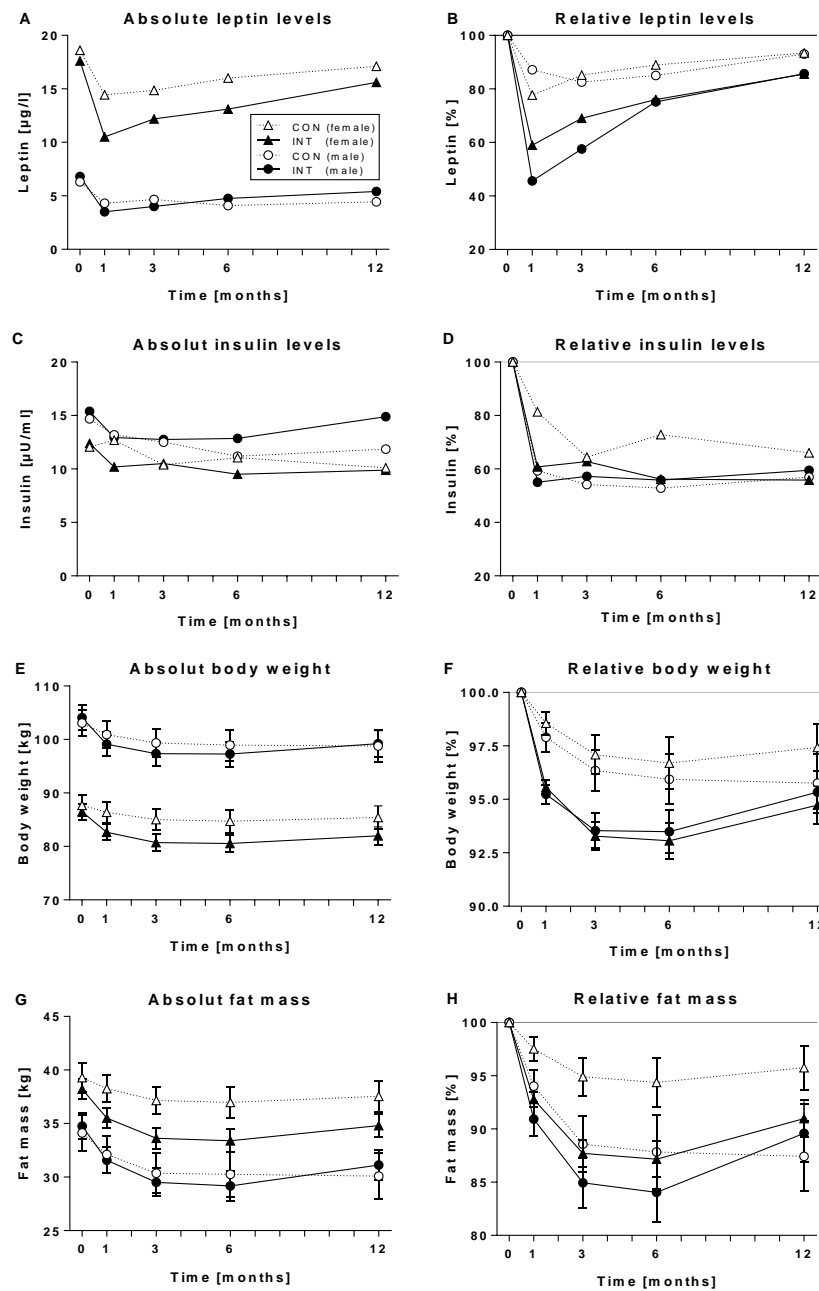 A Absolute leptin levels
20
15
10
5
0
Leptin [µg/l]
CON (female)
INT (female)
CON (male)
INT (male)
0 1 3 6 12
Time [months]
B Relative leptin levels
100
80
60
40
20
Leptin [%]
0 1 3 6 12
Time [months]
C Absolut insulin levels
20
15
10
5
0
Insulin [µU/ml]
0 1 3 6 12
Time [months]
D Relative insulin levels
100
80
60
40
20
Insulin [%]
0 1 3 6 12
Time [months]
E Absolut body weight
110
100
90
80
70
Body weight [kg]
0 1 3 6 12
Time [months]
F Relative body weight
100.0
97.5
95.0
92.5
90.0
Body weight [%]
0 1 3 6 12
Time [months]
G Absolut fat mass
45
40
35
30
25
Fat mass [kg]
0 1 3 6 12
Time [months]
H Relative fat mass
100
95
90
85
80
Fat mass [%]
0 1 3 6 12
Time [months]